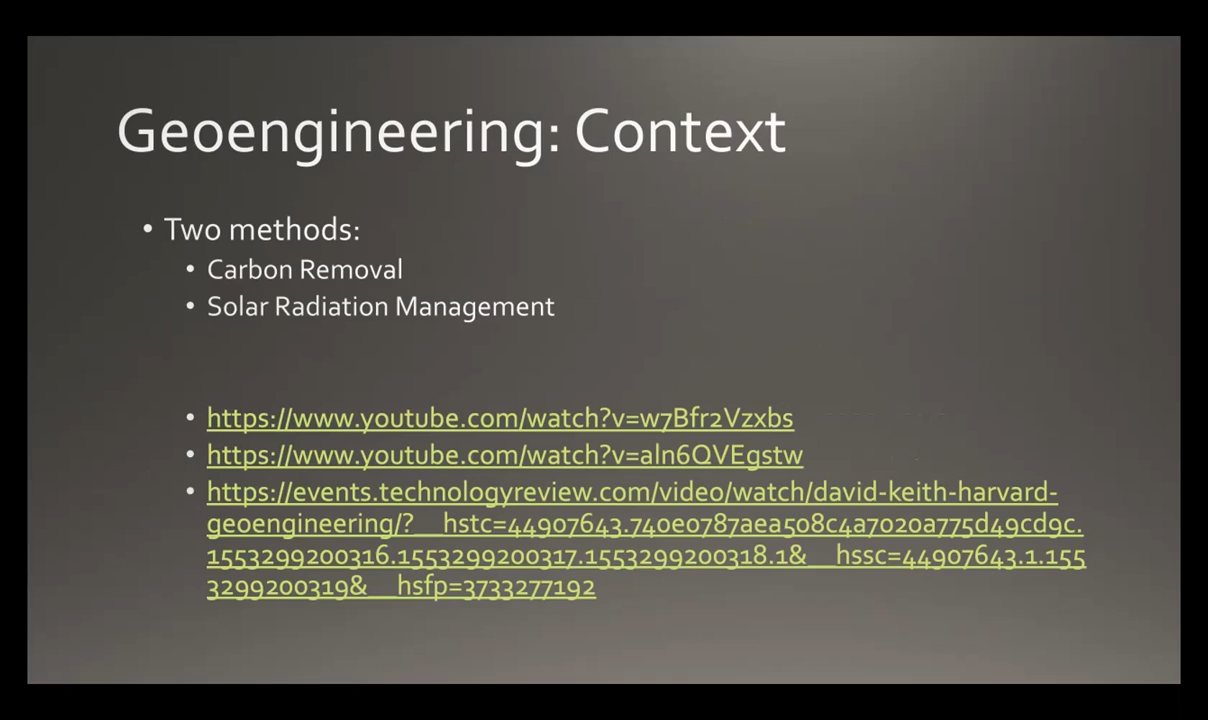 Geoengineering: Context
• Two methods:
• Carbon Removal
• Solar Radiation Management
• https://www.youtube.com/watch?v=w7Bfr2Vzxbs
• https://www.youtube.com/watch?v=aln6QVEgstw
• https://events.technologyreview.com/video/watch/david-keith-harvard-
geoengineering/?__hstc=44907643.740e0787aea508c4a7020a775d49cd9c.
1553299200316.1553299200317.1553299200318.1&__hssc=44907643.1.155
3299200319&__hsfp=3733277192